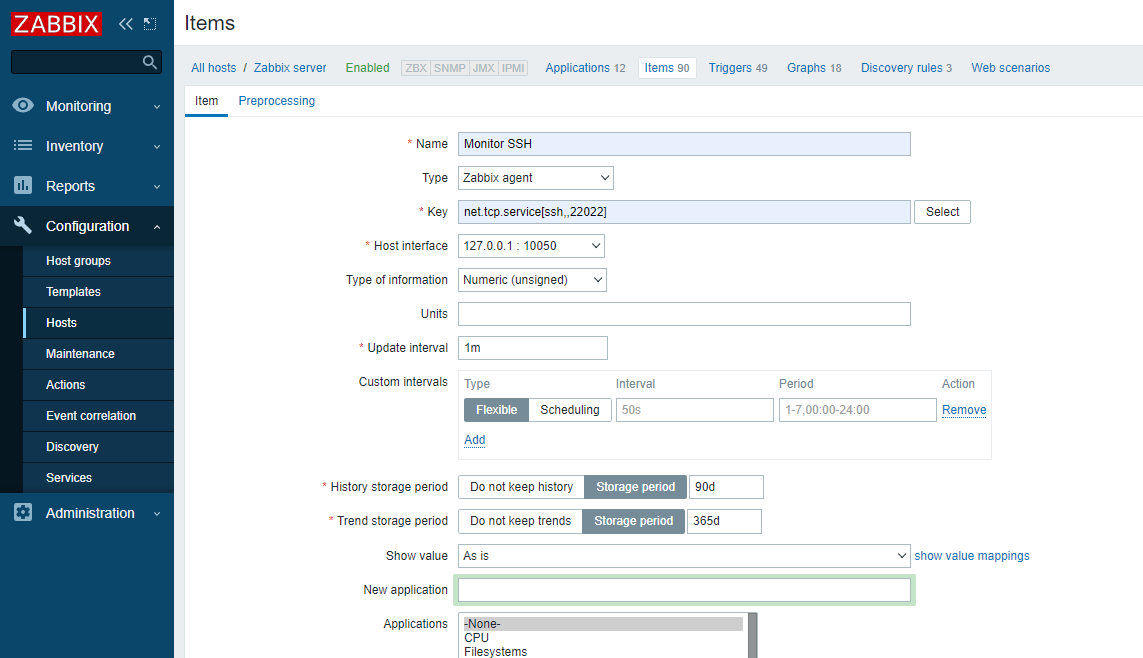 ZABBIX
Monitoring
Inventory
Reports
Configuration
Host groups
Templates
Hosts
Maintenance
Actions
Event correlation
Discovery
Services
Administration
Items
All hosts / Zabbix server Enabled ZBX SNMP JMX IPMI Applications 12 Items 90 Triggers 49 Graphs 18 Discovery rules 3 Web scenarios
Item Preprocessing
* Name Monitor SSH
Type Zabbix agent
* Key net.tcp.service[ssh,,22022] Select
* Host interface 127.0.0.1 : 10050
Type of information Numeric (unsigned)
Units
* Update interval 1m
Custom intervals Type Interval Period Action
Flexible Scheduling 50s 1-7,00:00-24:00 Remove
Add
* History storage period Do not keep history Storage period 90d
* Trend storage period Do not keep trends Storage period 365d
Show value As is show value mappings
New application
Applications -None-
CPU
Filesystems